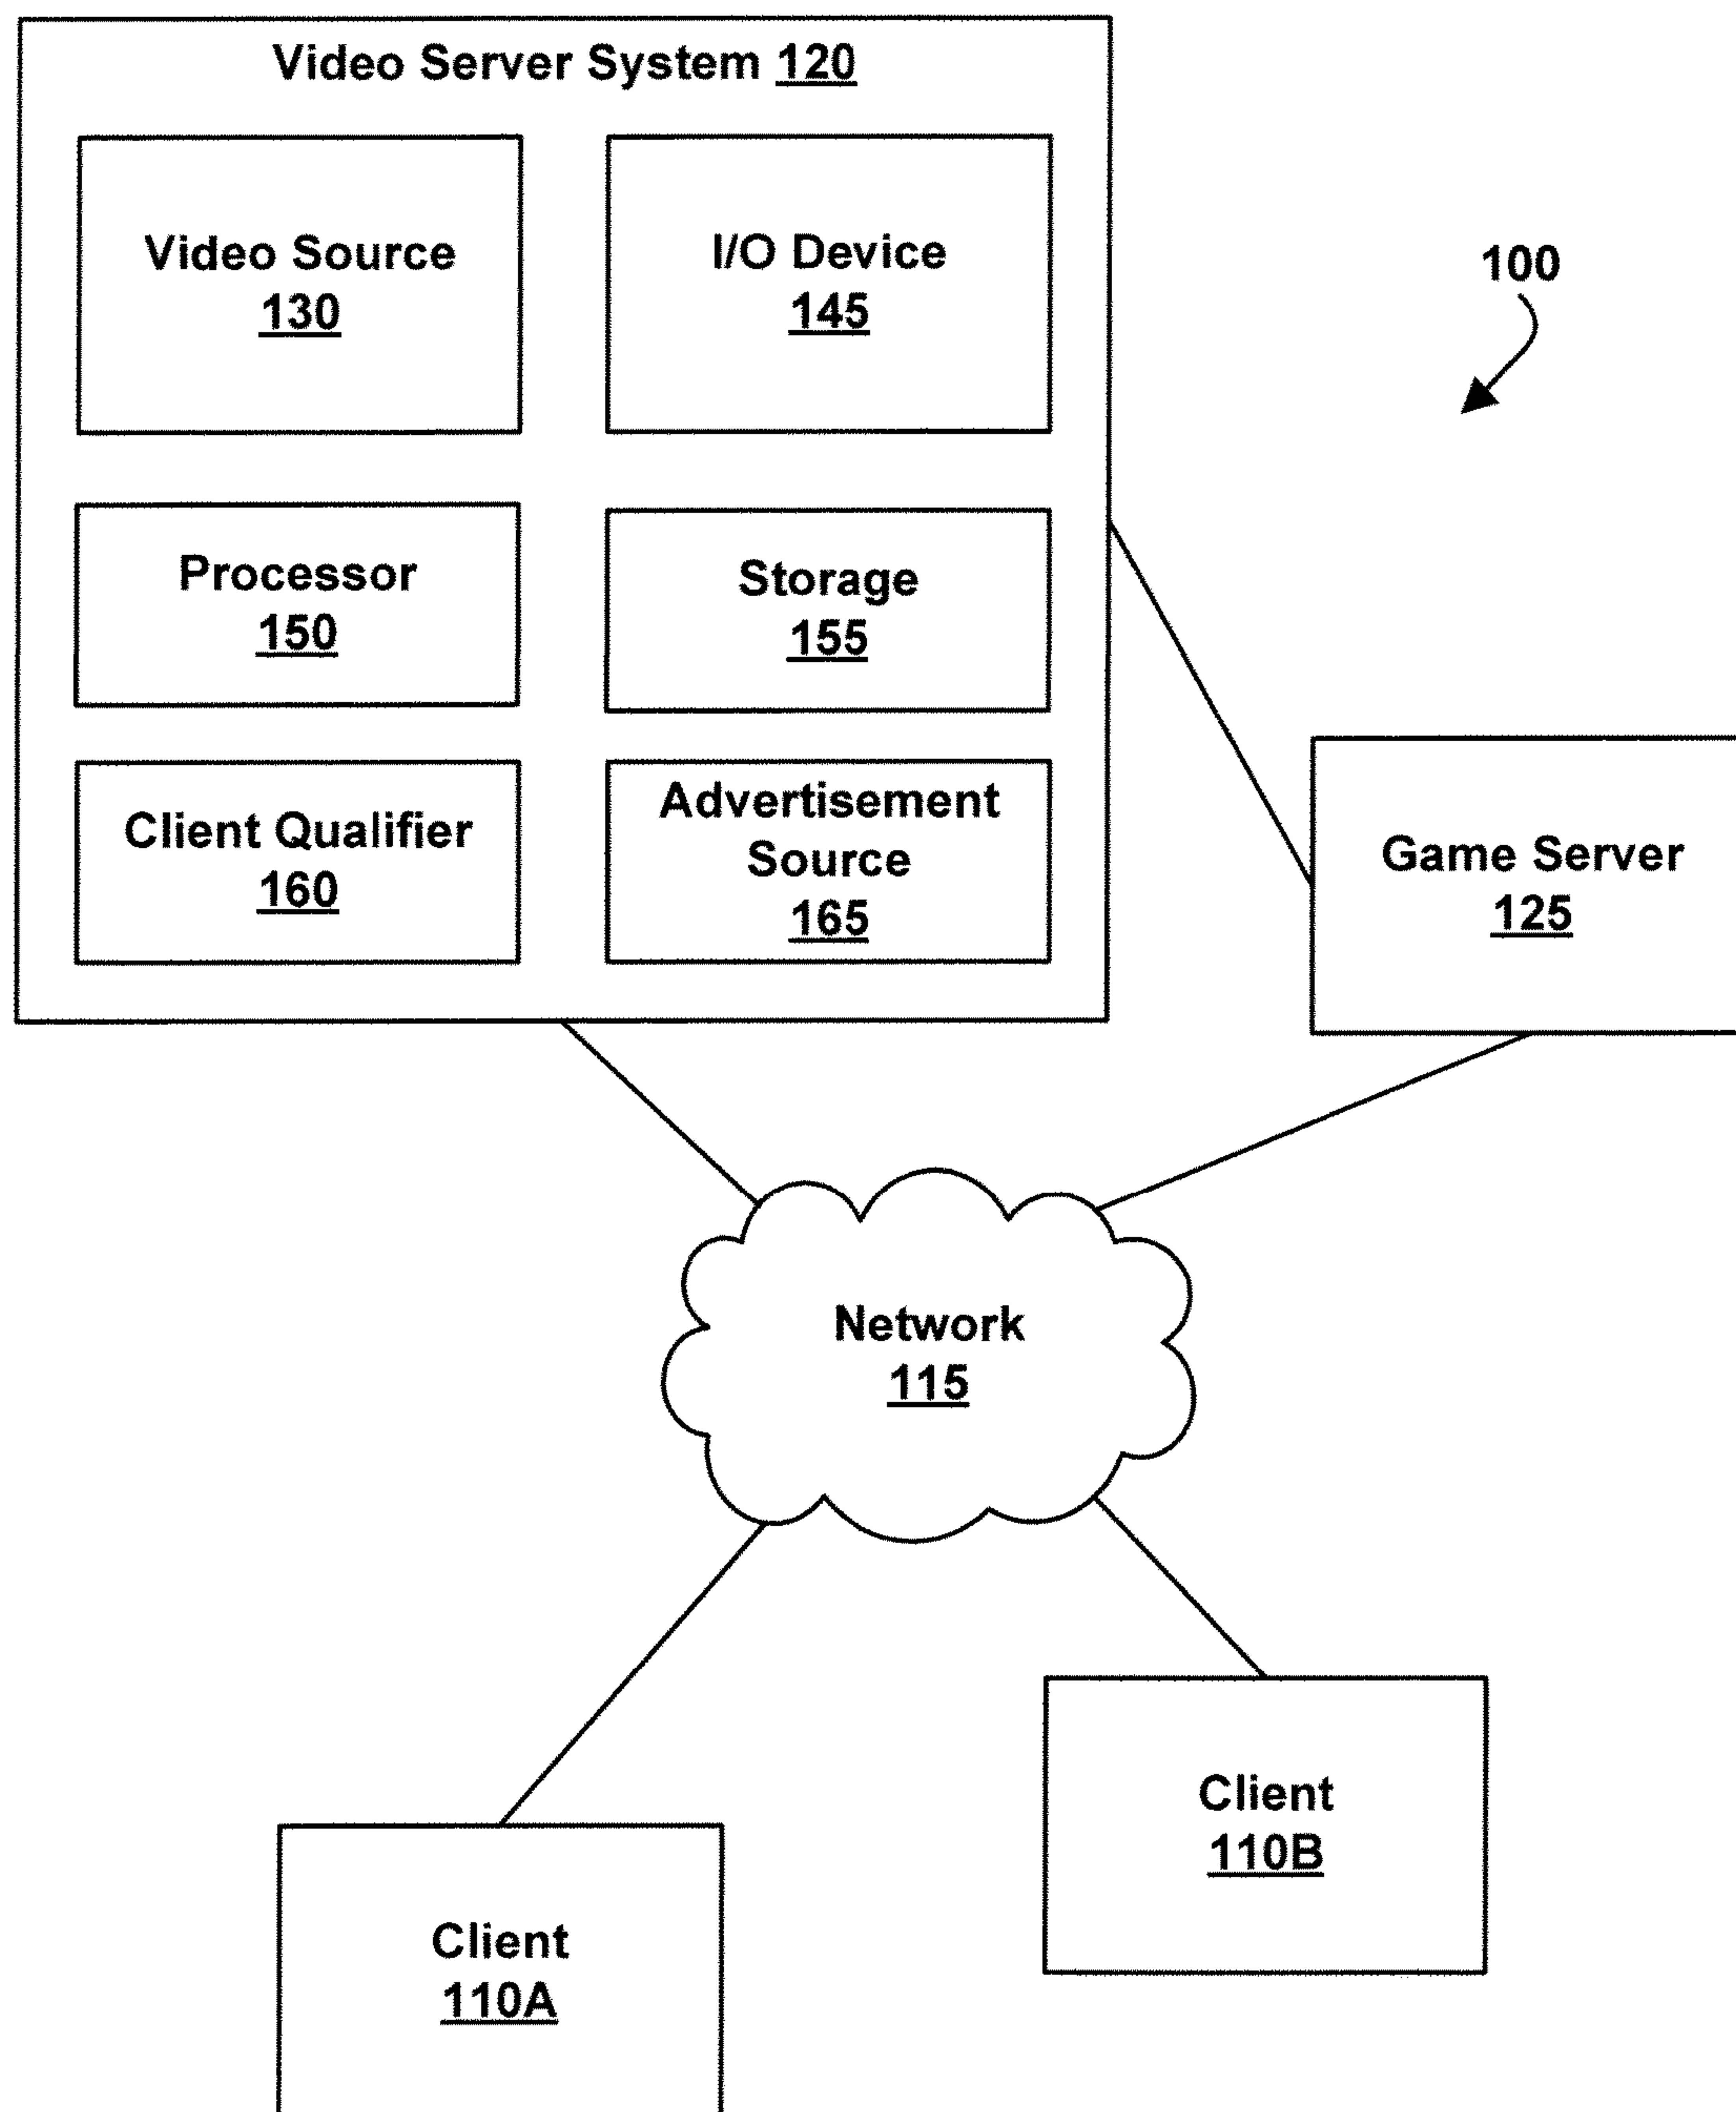 Video Server System 120
Video Source
130
I/O Device
145
100
Processor
150
Storage
155
Client Qualifier
160
Advertisement
Source
165
Game Server
125
Network
115
Client
110B
Client
110A